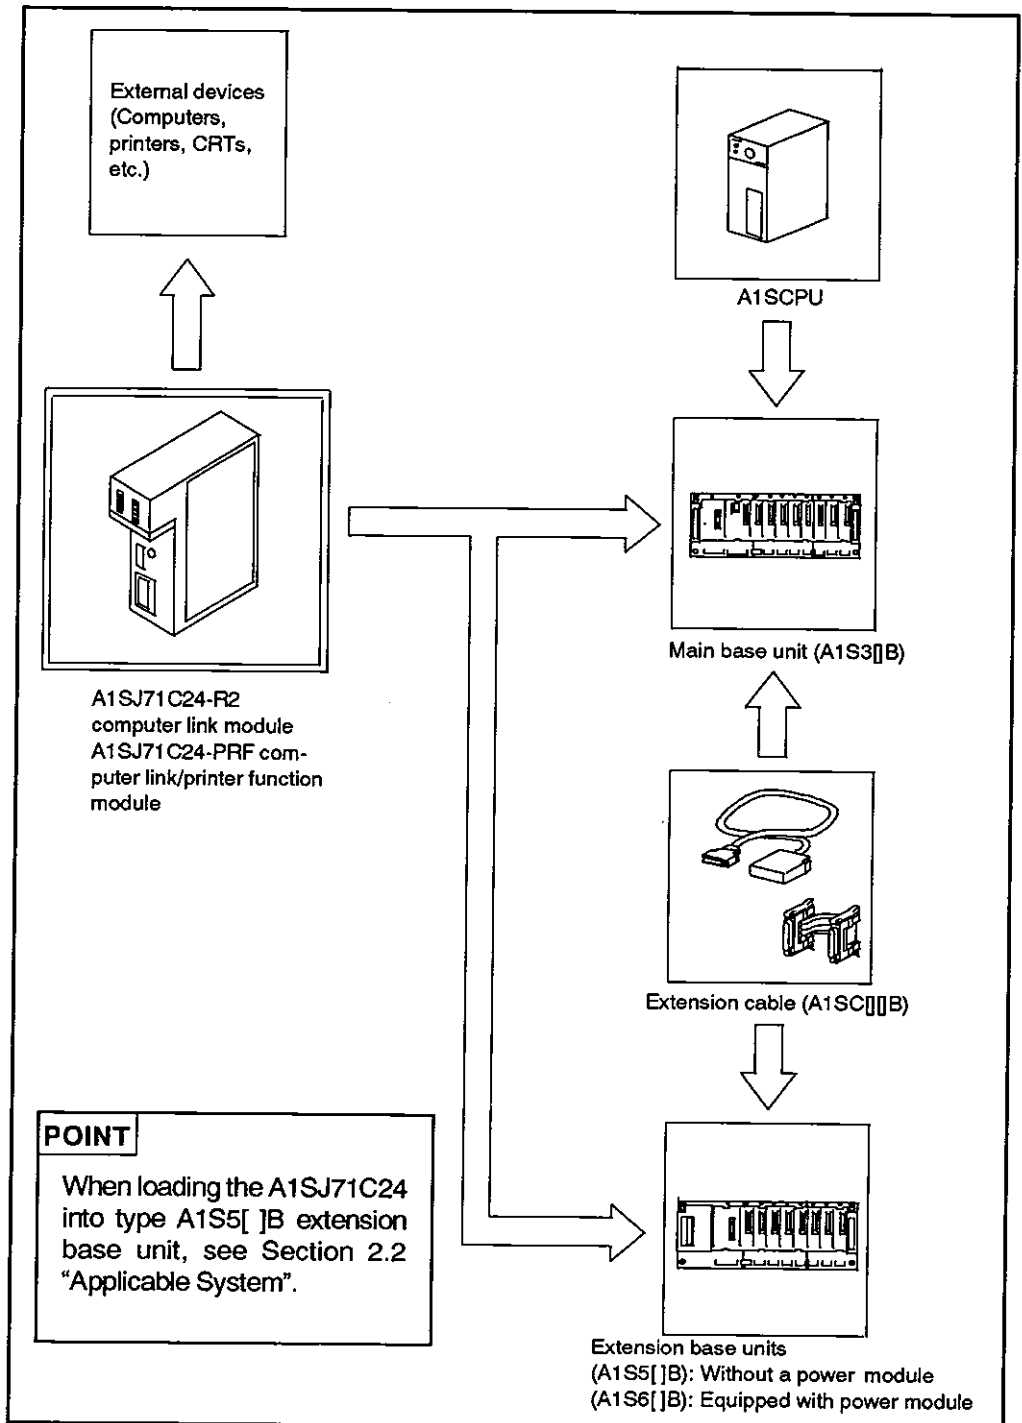 External devices
(Computers,
printers, CRTs,
etc.)
A1SCPU
Main base unit (A1S3[]B)
A1SJ71C24-R2
computer link module
A1SJ71C24-PRF com-
puter link/printer function
module
Extension cable (A1SC[][]B)
POINT
When loading the A1SJ71C24
into type A1S5[ ]B extension
base unit, see Section 2.2
“Applicable System”.
Extension base units
(A1S5[ ]B): Without a power module
(A1S6[ ]B): Equipped with power module